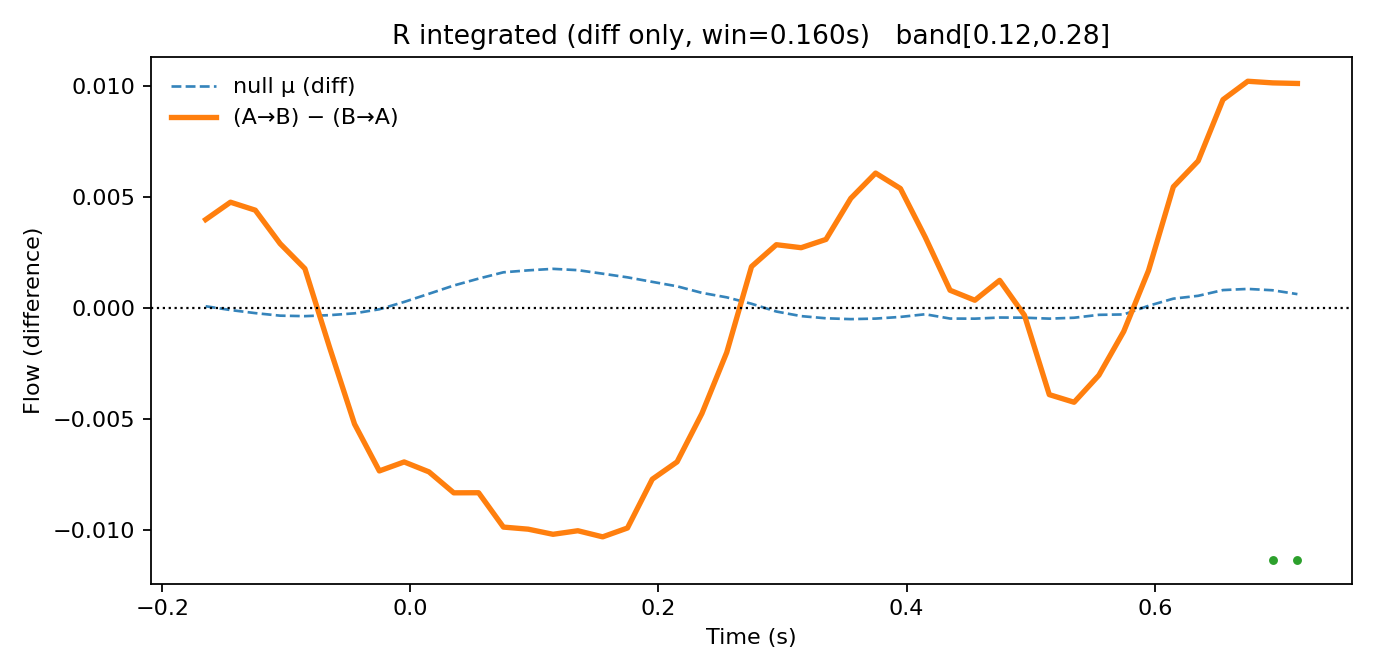 R integrated (diff only, win=0.160s)   band[0.12,0.28]
null μ (diff)
(A→B) − (B→A)
0.010
0.005
0.000
−0.005
−0.010
Flow (difference)
−0.2
0.0
0.2
0.4
0.6
Time (s)